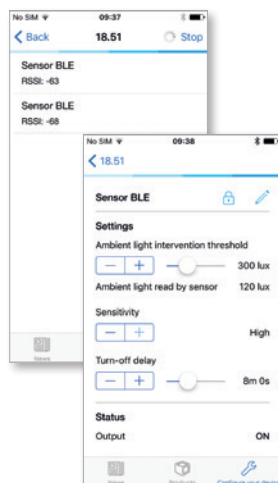 No SIM 09:37
Back 18.51 Stop
Sensor BLE
RSSI: -63
Sensor BLE
RSSI: -68
News
No SIM 09:38
18.51
Sensor BLE
Settings
Ambient light intervention threshold
− + 300 lux
Ambient light read by sensor 120 lux
Sensitivity
− + High
Turn-off delay
− + 8m 0s
Status
Output ON
News Products Configure your device